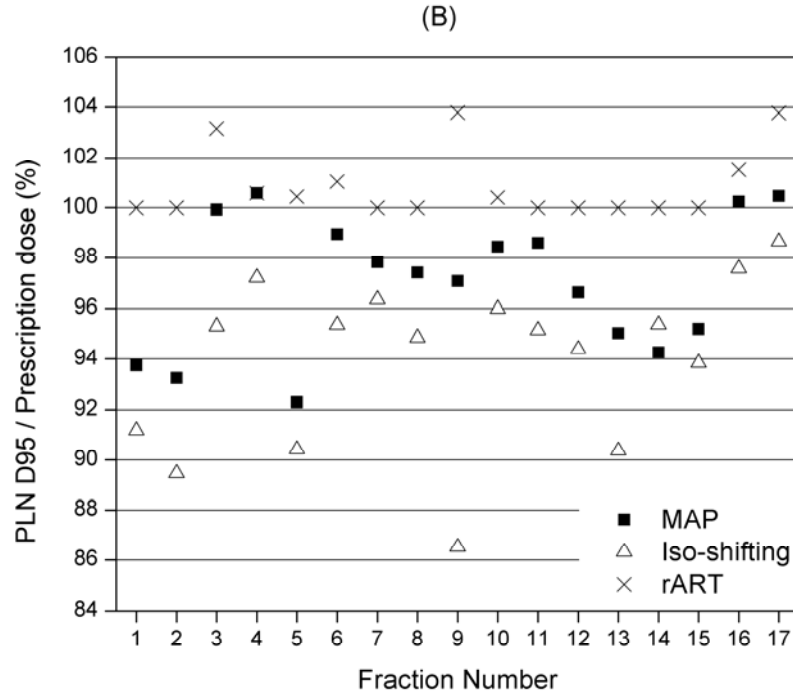 (B)
PLN D95 / Prescription dose (%)
106
104
102
100
98
96
94
92
90
88
86
84
MAP
Iso-shifting
rART
1 2 3 4 5 6 7 8 9 10 11 12 13 14 15 16 17
Fraction Number